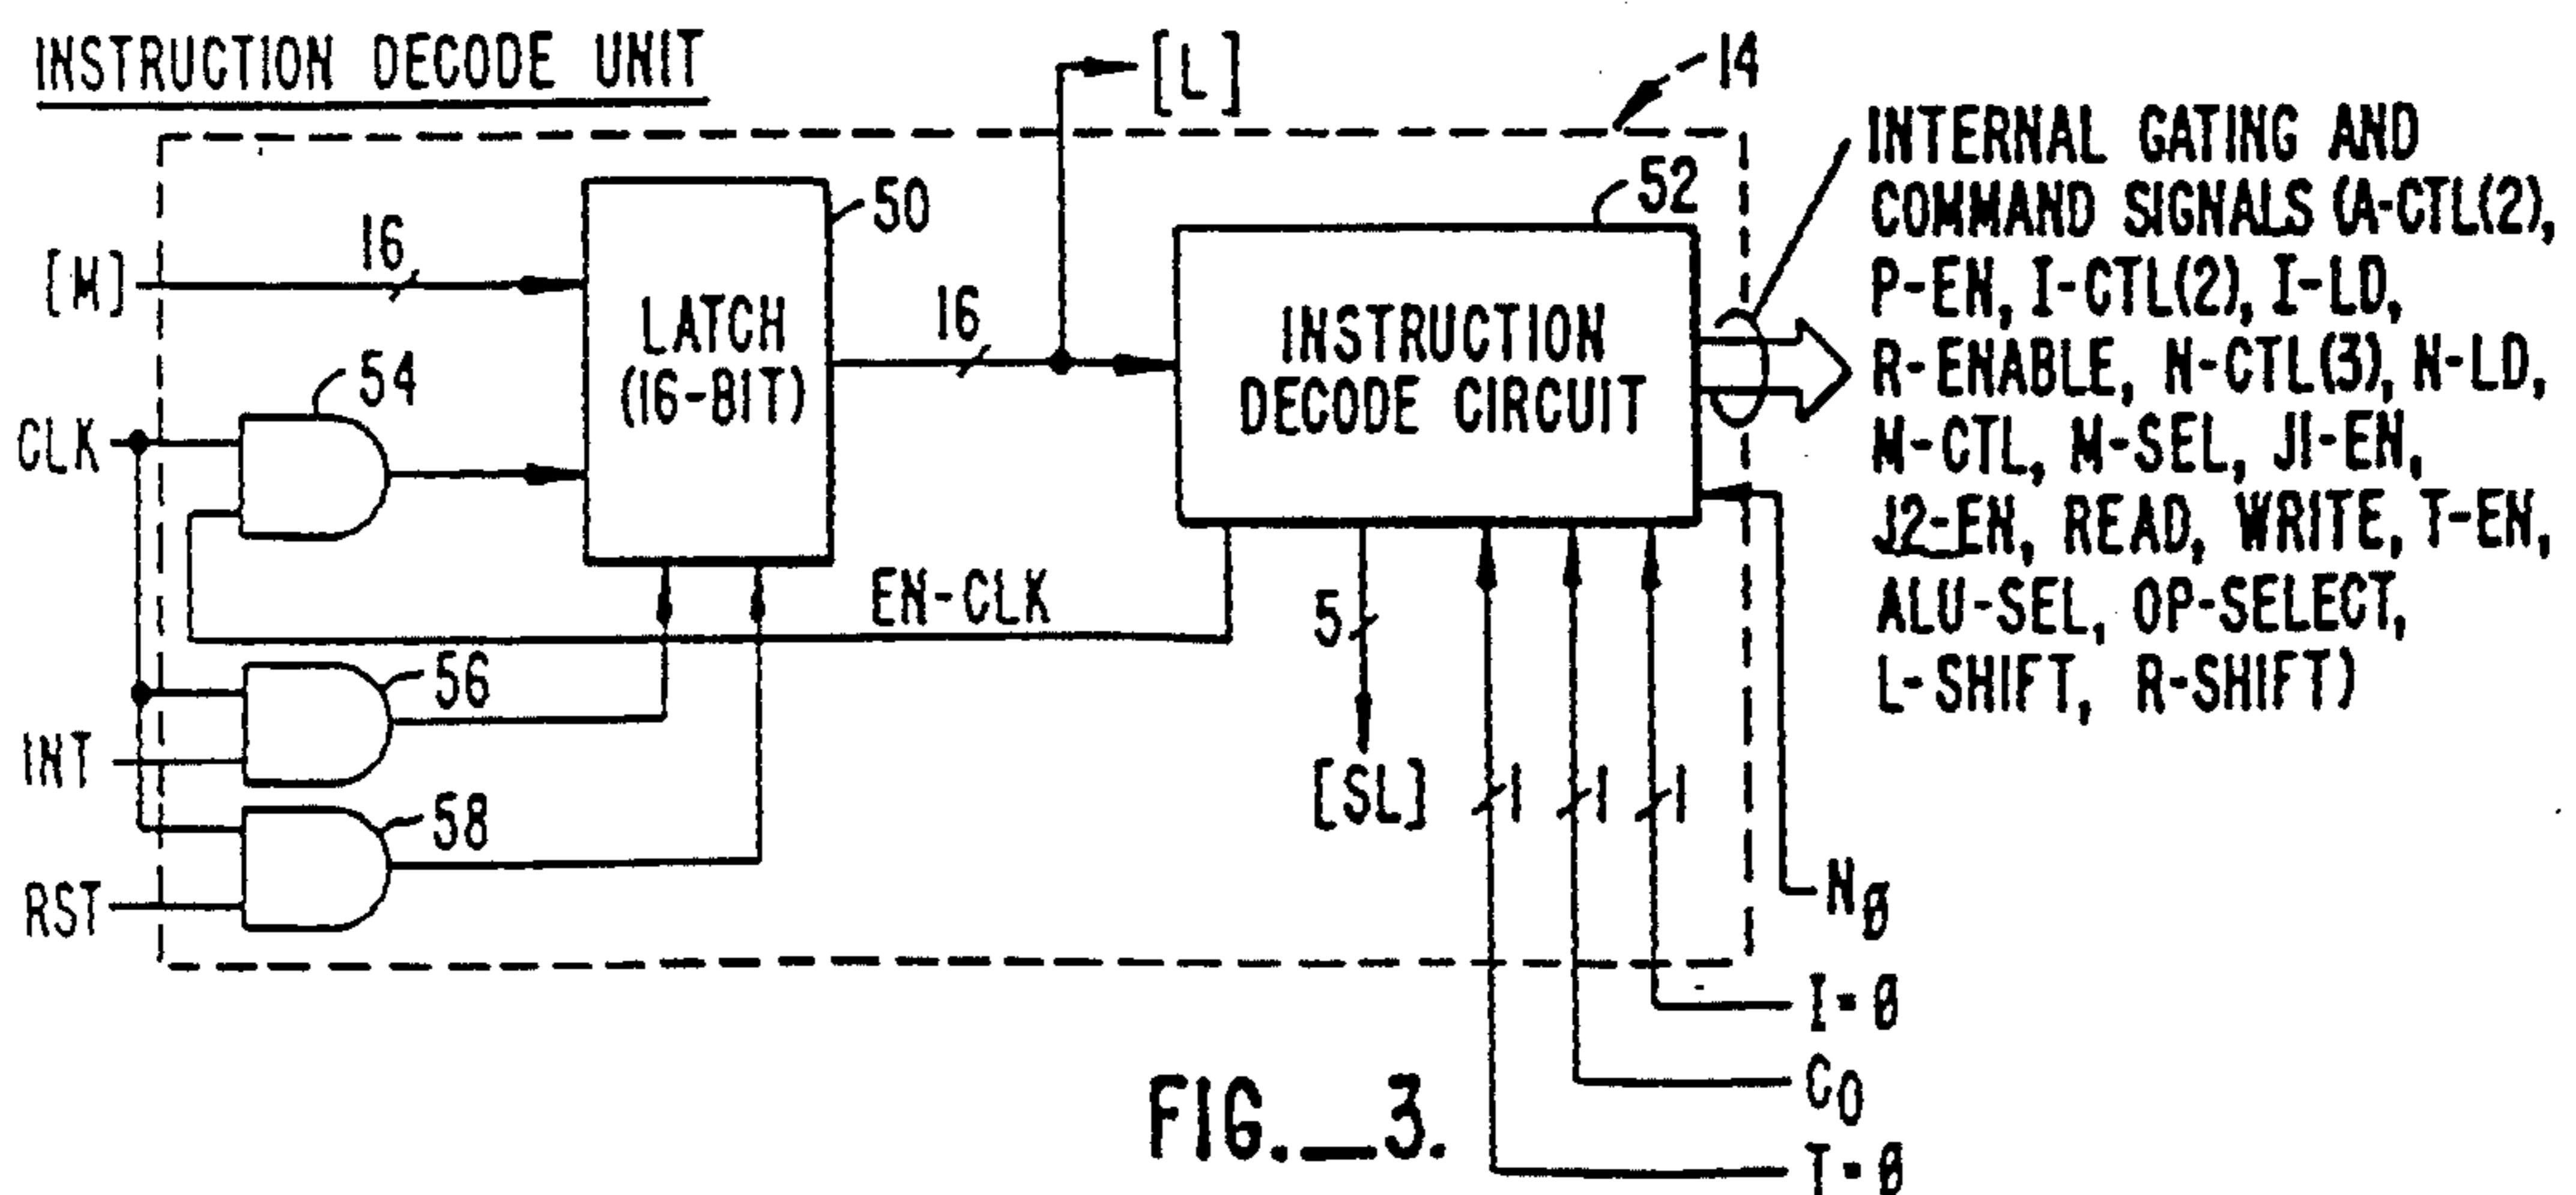 INSTRUCTION DECODE UNIT
[L]
14
INTERNAL GATING AND
COMMAND SIGNALS (A-CTL(2),
P-EN, I-CTL(2), I-LD,
R-ENABLE, N-CTL(3), N-LD,
M-CTL, M-SEL, J1-EN,
J2-EN, READ, WRITE, T-EN,
ALU-SEL, OP-SELECT,
L-SHIFT, R-SHIFT)
50
52
[M]
16
LATCH
(16-BIT)
16
INSTRUCTION
DECODE CIRCUIT
54
CLK
EN-CLK
5
56
INT
[SL]
1
1
1
58
RST
NØ
I=Ø
C0
T=Ø
FIG._3.